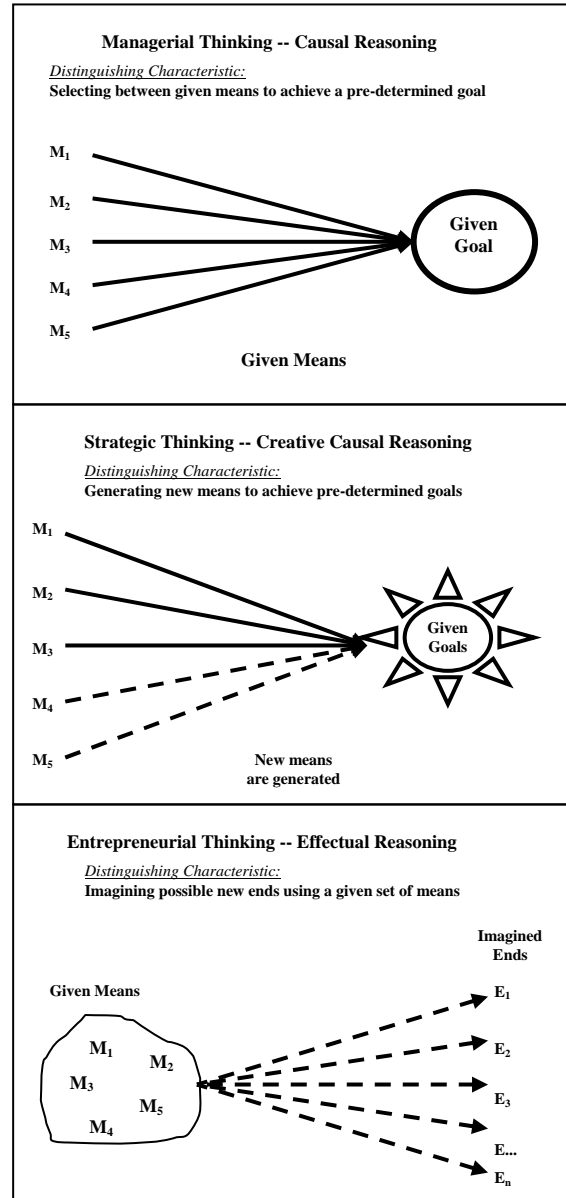 Managerial Thinking -- Causal Reasoning
Distinguishing Characteristic:
Selecting between given means to achieve a pre-determined goal
M₁
M₂
M₃
M₄
M₅
Given
Goal
Given Means
Strategic Thinking -- Creative Causal Reasoning
Distinguishing Characteristic:
Generating new means to achieve pre-determined goals
M₁
M₂
M₃
M₄
M₅
Given
Goals
New means
are generated
Entrepreneurial Thinking -- Effectual Reasoning
Distinguishing Characteristic:
Imagining possible new ends using a given set of means
Imagined
Ends
Given Means
M₁
M₂
M₃
M₅
M₄
E₁
E₂
E₃
E...
Eₙ